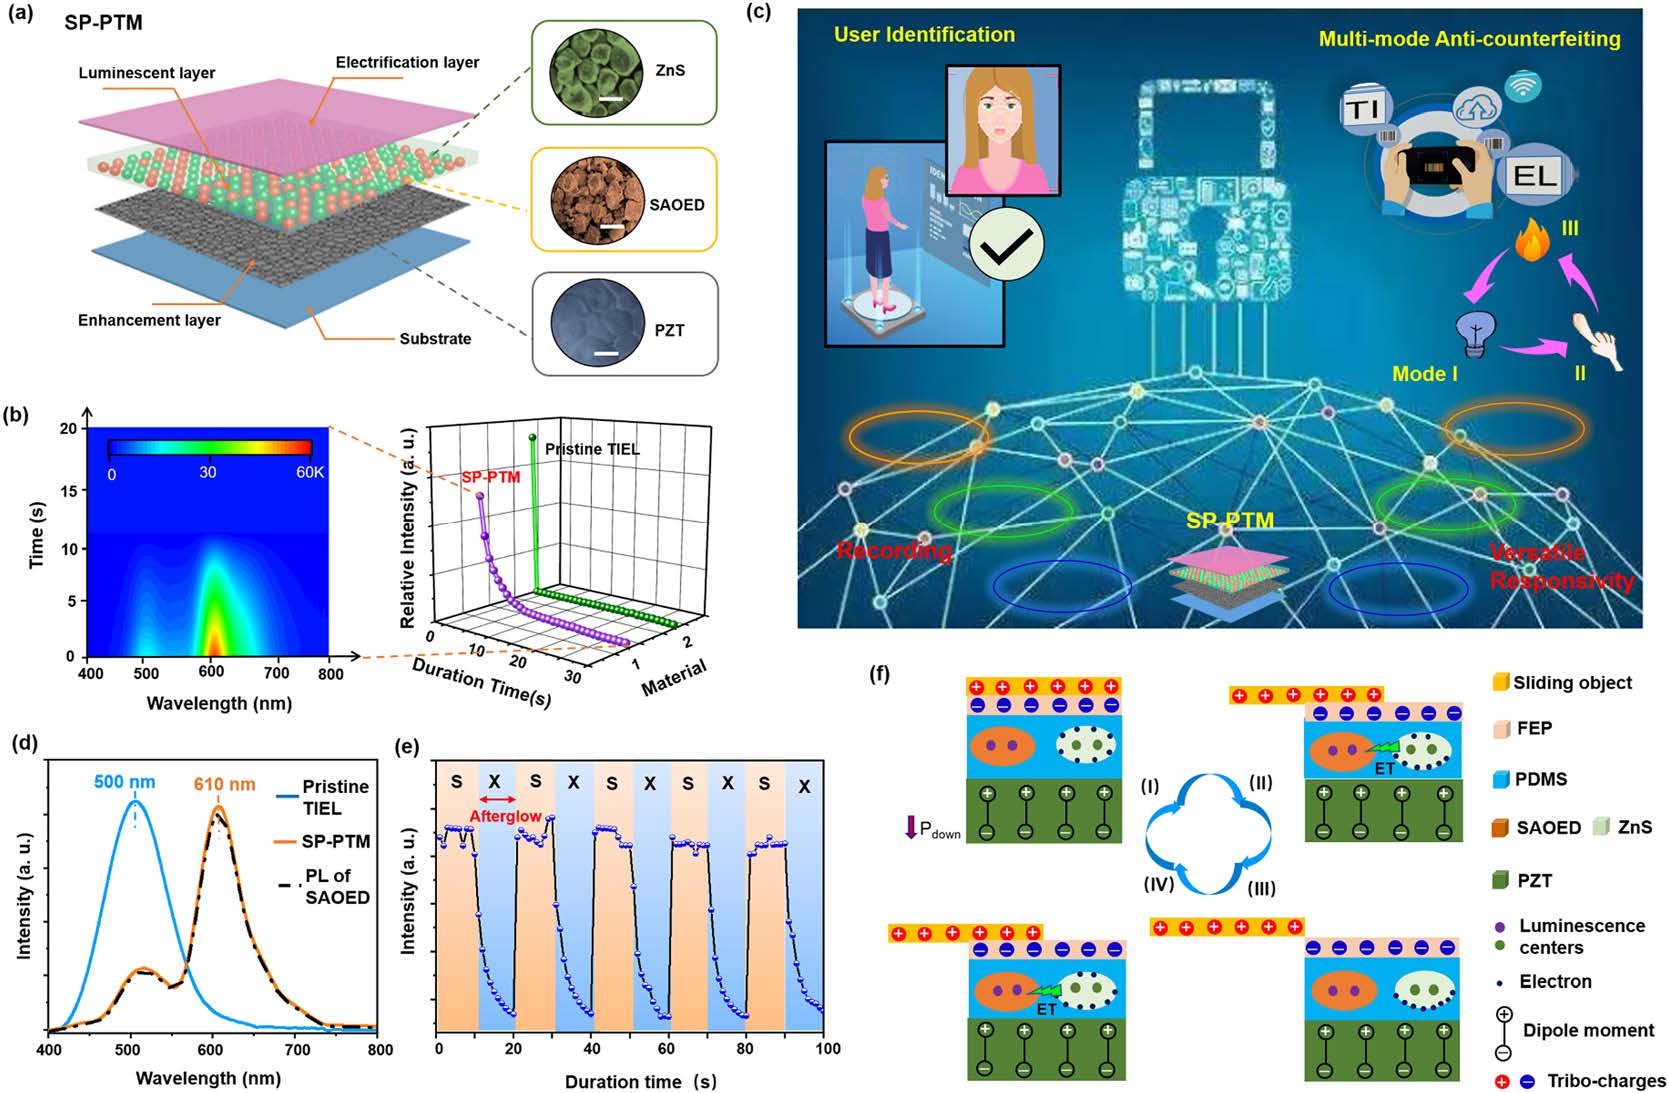 (a)
SP-PTM
Luminescent layer
Electrification layer
Enhancement layer
Substrate
ZnS
SAOED
PZT
(b)
Time (s)
20
15
10
5
0
0 30 60K
400 500 600 700 800
Wavelength (nm)
Relative Intensity (a. u.)
SP-PTM
Pristine TIEL
0
10
20
30
Duration Time(s)
1
2
Material
(c)
User Identification
Multi-mode Anti-counterfeiting
TI
EL
III
Mode I
II
SP-PTM
Recording
Versatile
Responsivity
(d)
500 nm
610 nm
Pristine
TIEL
SP-PTM
PL of
SAOED
Intensity (a. u.)
400 500 600 700 800
Wavelength (nm)
(e)
S X S X S X S X S X
Afterglow
Intensity (a. u.)
0 20 40 60 80 100
Duration time (s)
(f)
ET
(I)
(II)
Pdown
(IV)
(III)
ET
Sliding object
FEP
PDMS
SAOED
ZnS
PZT
Luminescence
centers
Electron
Dipole moment
Tribo-charges